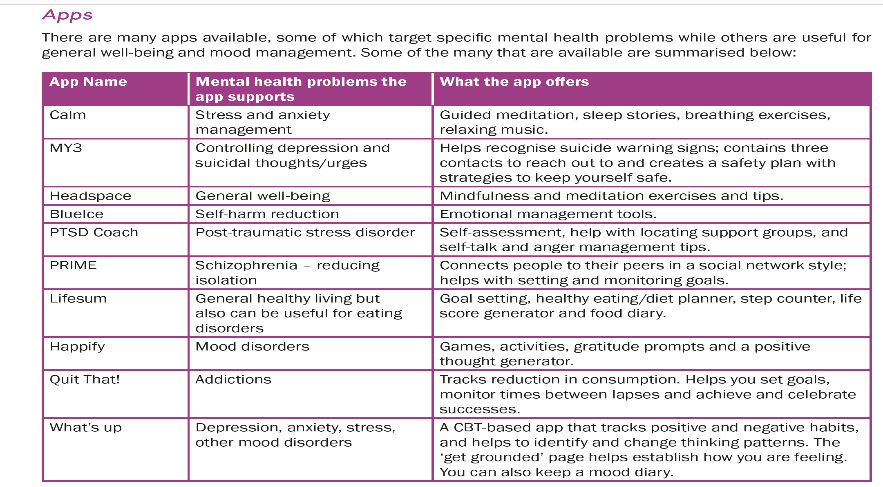 Apps
There are many apps available, some of which target specific mental health problems while others are useful for
general well-being and mood management. Some of the many that are available are summarised below:
App Name
Mental health problems the
app supports
What the app offers
Calm
Stress and anxiety
management
Guided meditation, sleep stories, breathing exercises,
relaxing music.
MY3
Controlling depression and
suicidal thoughts/urges
Helps recognise suicide warning signs; contains three
contacts to reach out to and creates a safety plan with
strategies to keep yourself safe.
Headspace
General well-being
Mindfulness and meditation exercises and tips.
BlueIce
Self-harm reduction
Emotional management tools.
PTSD Coach
Post-traumatic stress disorder
Self-assessment, help with locating support groups, and
self-talk and anger management tips.
PRIME
Schizophrenia – reducing
isolation
Connects people to their peers in a social network style;
helps with setting and monitoring goals.
Lifesum
General healthy living but
also can be useful for eating
disorders
Goal setting, healthy eating/diet planner, step counter, life
score generator and food diary.
Happify
Mood disorders
Games, activities, gratitude prompts and a positive
thought generator.
Quit That!
Addictions
Tracks reduction in consumption. Helps you set goals,
monitor times between lapses and achieve and celebrate
successes.
What's up
Depression, anxiety, stress,
other mood disorders
A CBT-based app that tracks positive and negative habits,
and helps to identify and change thinking patterns. The
'get grounded' page helps establish how you are feeling.
You can also keep a mood diary.